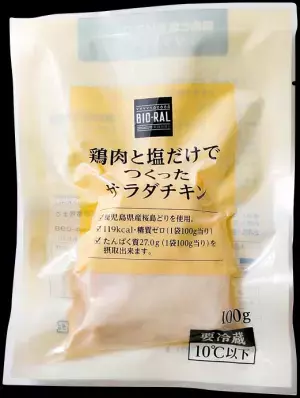 BIO-RAL
鶏肉と塩だけで
つくった
サラダチキン
鹿児島県産桜島どりを使用。
119kcal・糖質ゼロ(1袋100g当り)
たんぱく質27.0g(1袋100g当り)を
摂取出来ます。
100g
要冷蔵
10℃以下